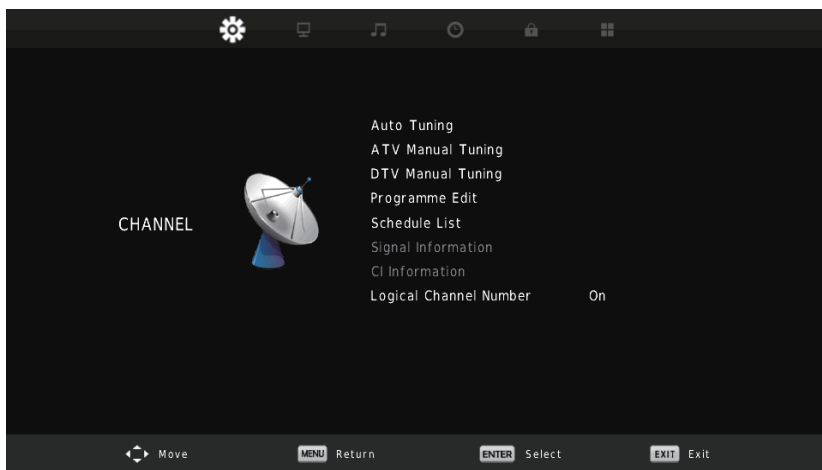 Auto Tuning
ATV Manual Tuning
DTV Manual Tuning
Programme Edit
CHANNEL
Schedule List
Signal Information
CI Information
Logical Channel Number On
Move MENU Return ENTER Select EXIT Exit